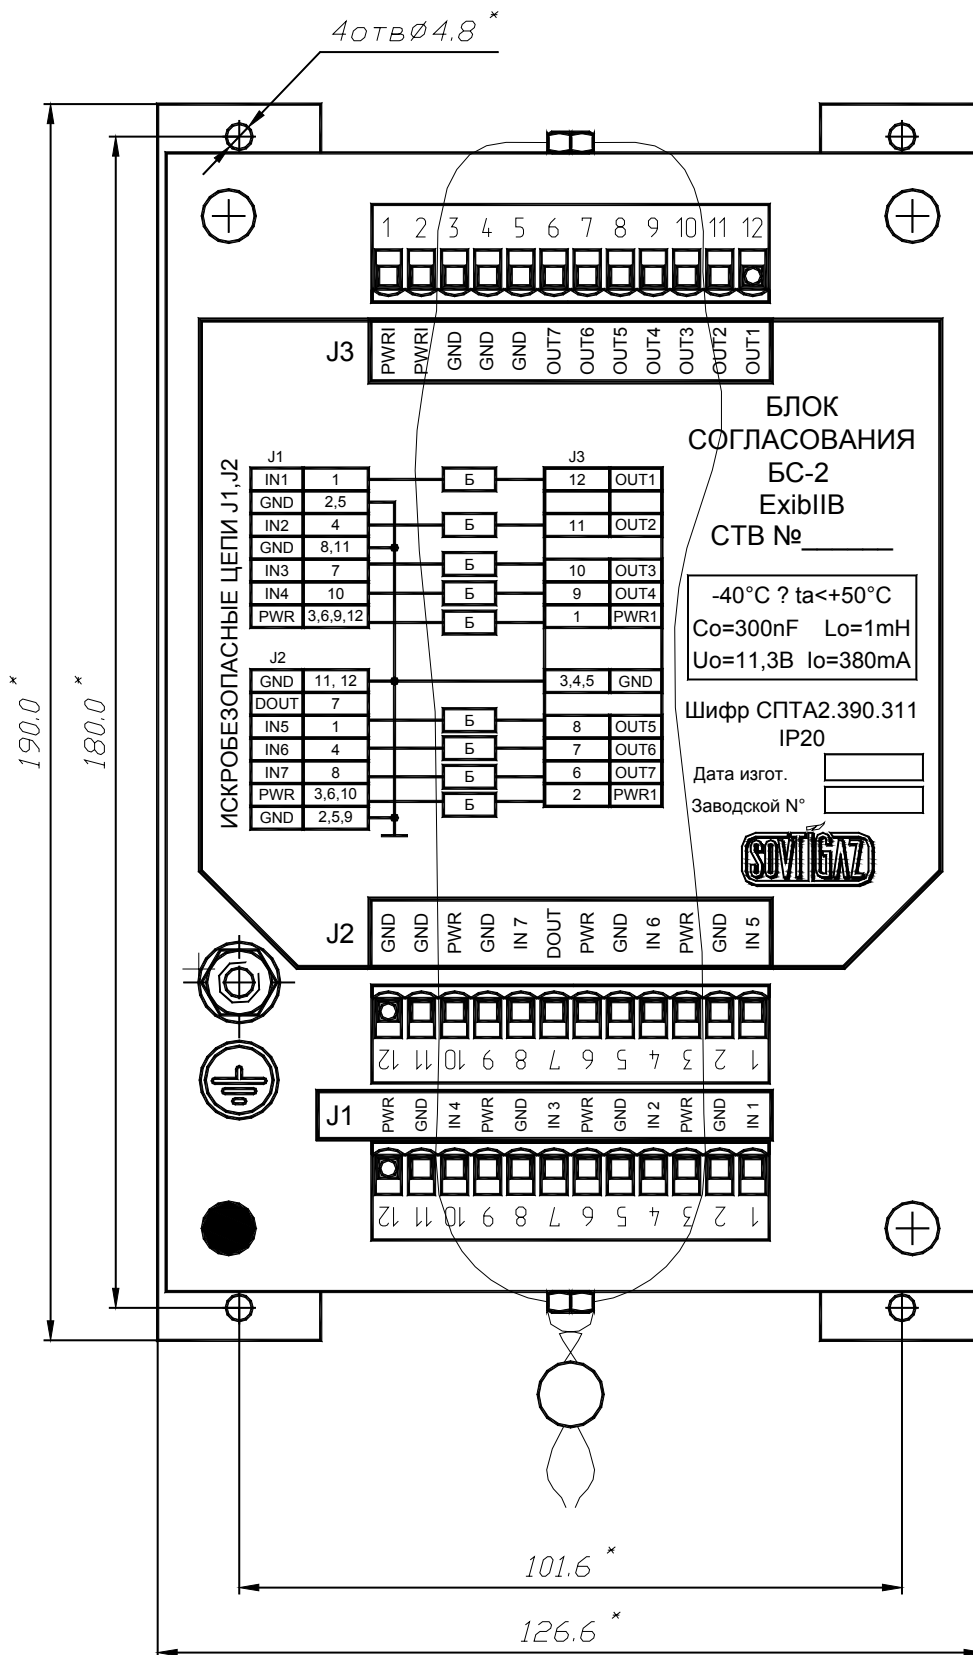 4отвϕ4.8 *
1 2 3 4 5 6 7 8 9 10 11 12
J3 PWRI PWRI GND GND GND OUT7 OUT6 OUT5 OUT4 OUT3 OUT2 OUT1
БЛОК
СОГЛАСОВАНИЯ
БС-2
ExibIIB
СТВ №______
-40°C ? ta<+50°C
Co=300nF Lo=1mH
Uo=11,3В Io=380mA
Шифр СПТА2.390.311
IP20
Дата изгот.
Заводской N°
SOVTIGAZ
ИСКРОБЕЗОПАСНЫЕ ЦЕПИ J1,J2
J1 J3
IN1 1 Б 12 OUT1
GND 2,5
IN2 4 Б 11 OUT2
GND 8,11
IN3 7 Б 10 OUT3
IN4 10 Б 9 OUT4
PWR 3,6,9,12 Б 1 PWR1
J2
GND 11, 12 3,4,5 GND
DOUT 7
IN5 1 Б 8 OUT5
IN6 4 Б 7 OUT6
IN7 8 Б 6 OUT7
PWR 3,6,10 Б 2 PWR1
GND 2,5,9
190.0 *
180.0 *
J2 GND GND PWR GND IN 7 DOUT PWR GND IN 6 PWR GND IN 5
12 11 10 9 8 7 6 5 4 3 2 1
J1 PWR GND IN 4 PWR GND IN 3 PWR GND IN 2 PWR GND IN 1
12 11 10 9 8 7 6 5 4 3 2 1
101.6 *
126.6 *